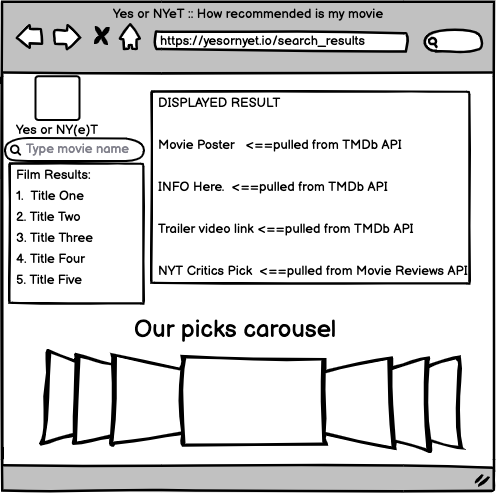 Yes or NYeT :: How recommended is my movie
https://yesornyet.io/search_results
Yes or NY(e)T
Type movie name
Film Results:
1. Title One
2. Title Two
3. Title Three
4. Title Four
5. Title Five
DISPLAYED RESULT
Movie Poster <==pulled from TMDb API
INFO Here. <==pulled from TMDb API
Trailer video link <==pulled from TMDb API
NYT Critics Pick <==pulled from Movie Reviews API
Our picks carousel